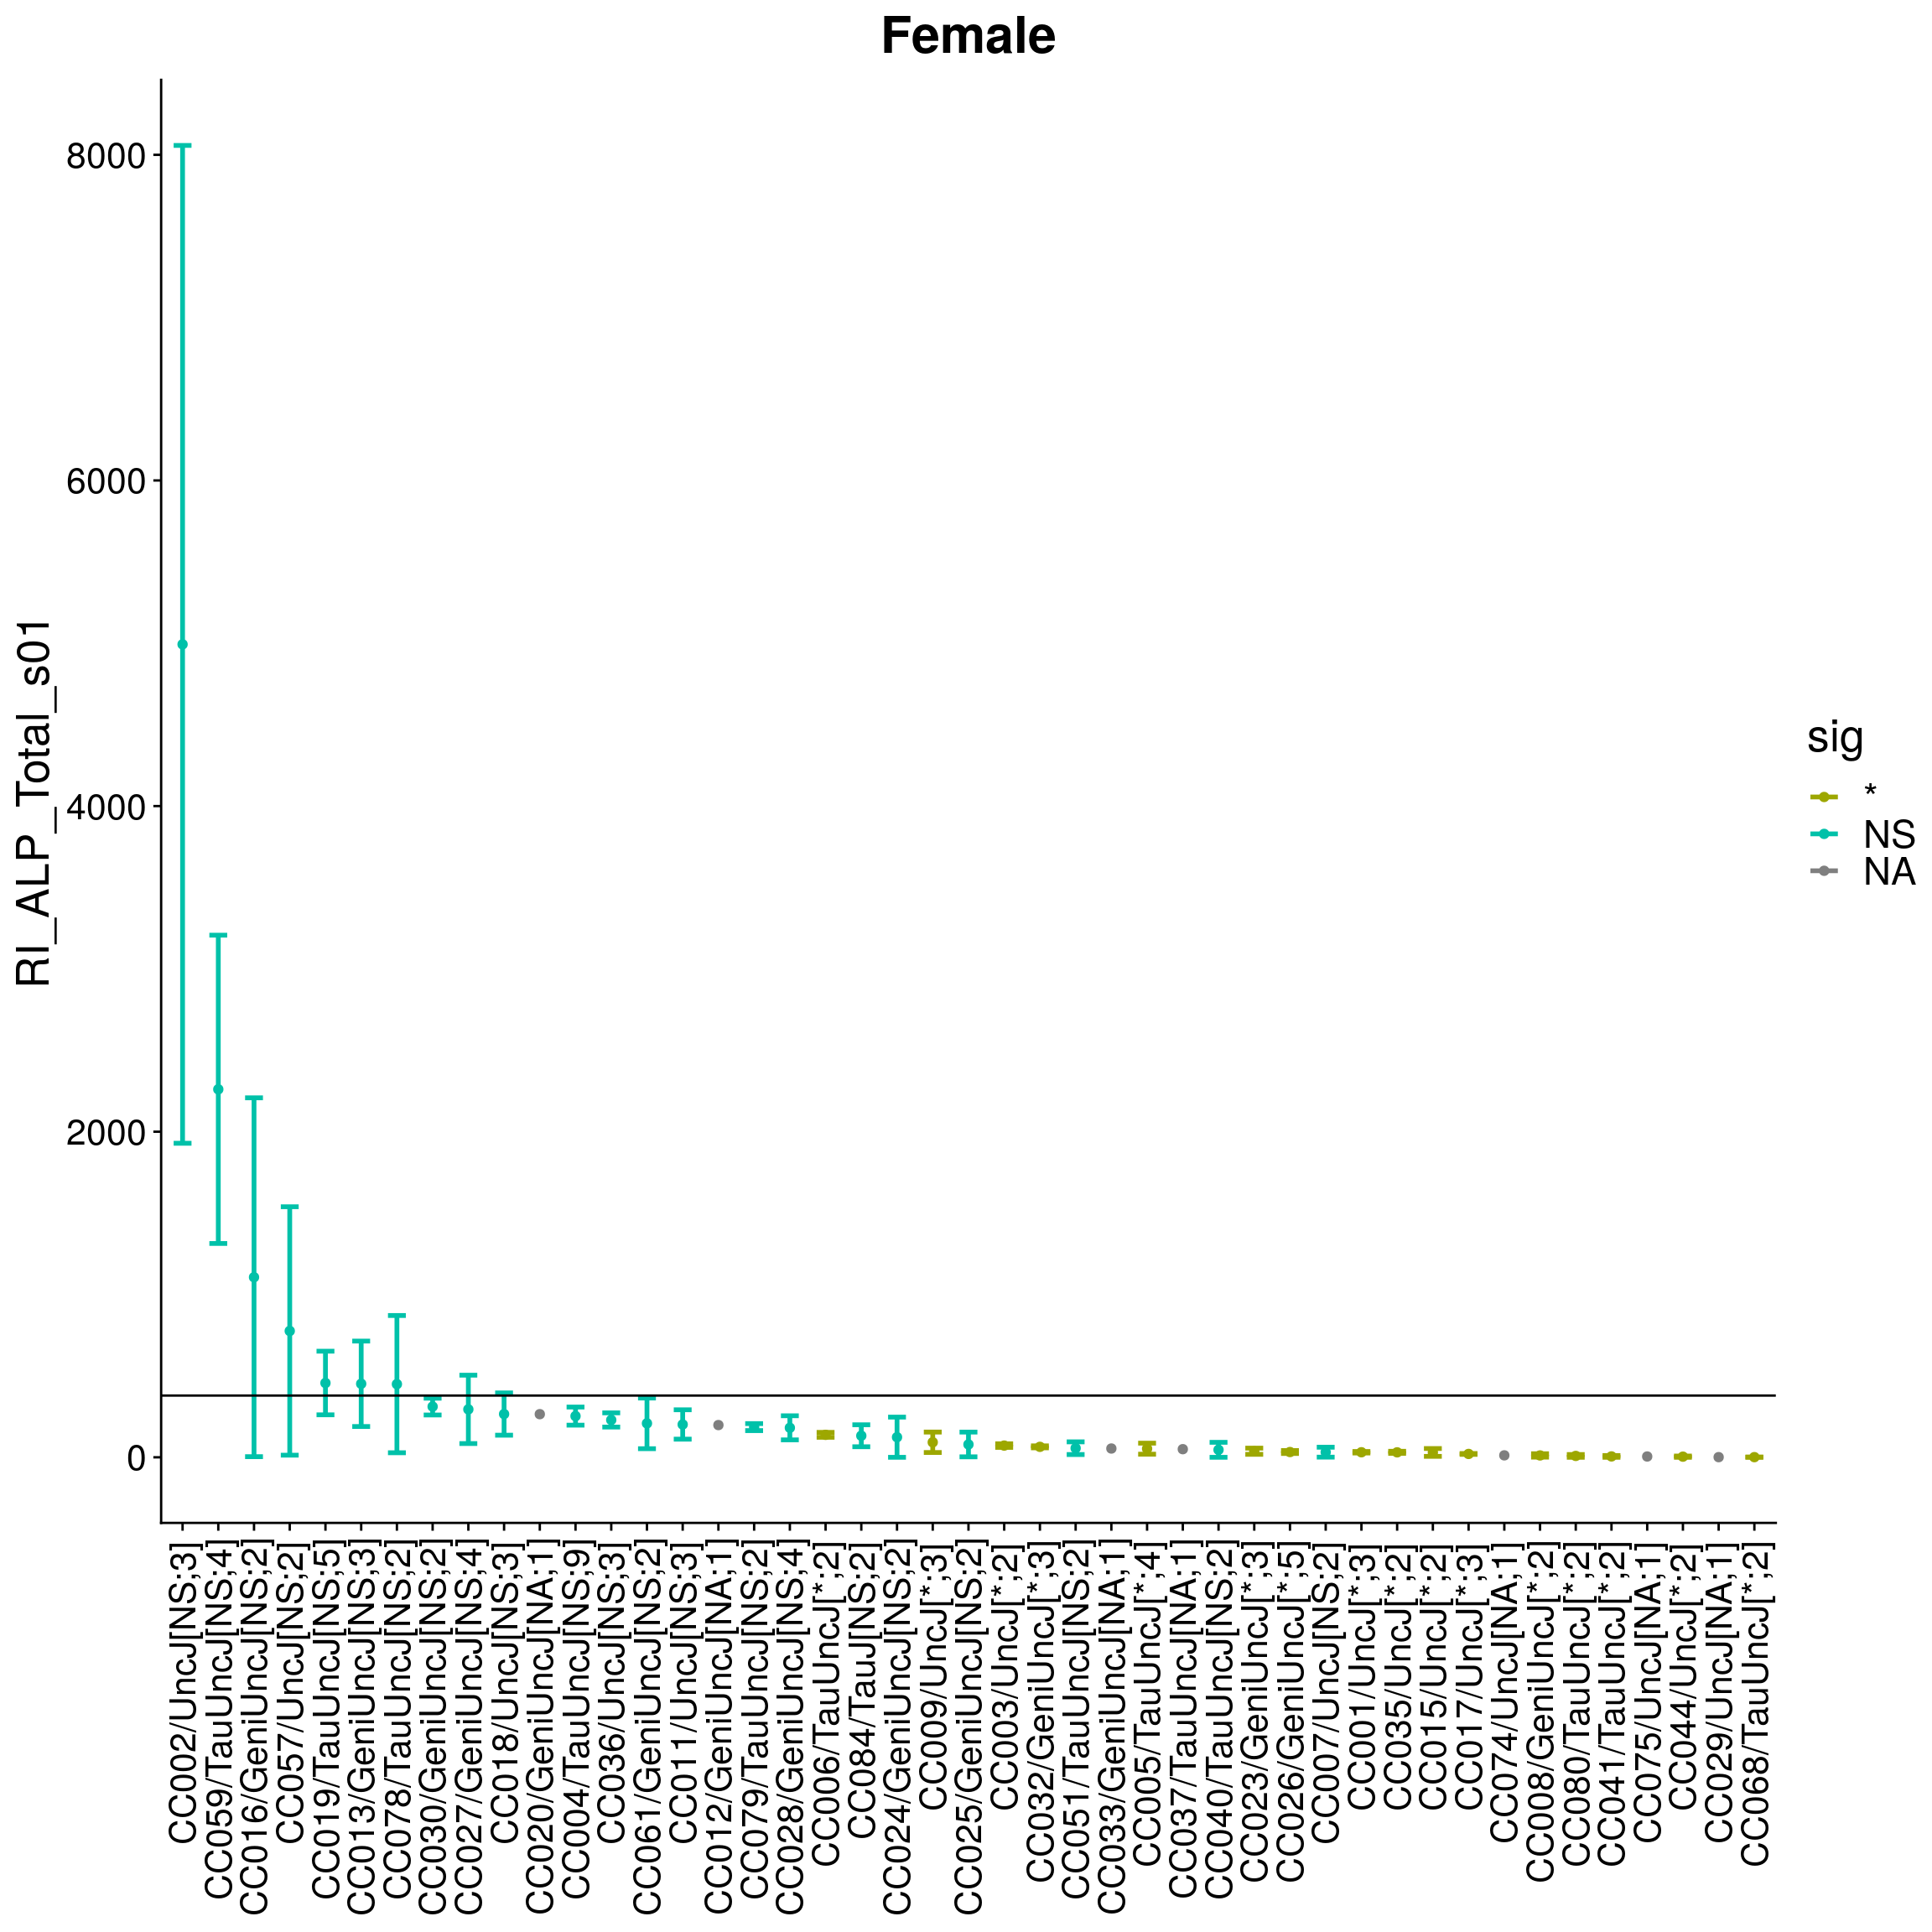 Female
RI_ALP_Total_s01
8000
6000
4000
2000
0
CC002/UncJ[NS;3]
CC059/TauUncJ[NS;4]
CC016/GeniUncJ[NS;2]
CC057/UncJ[NS;2]
CC019/TauUncJ[NS;5]
CC013/GeniUncJ[NS;3]
CC078/TauUncJ[NS;2]
CC030/GeniUncJ[NS;2]
CC027/GeniUncJ[NS;4]
CC018/UncJ[NS;3]
CC020/GeniUncJ[NA;1]
CC004/TauUncJ[NS;9]
CC036/UncJ[NS;3]
CC061/GeniUncJ[NS;2]
CC011/UncJ[NS;3]
CC012/GeniUncJ[NA;1]
CC079/TauUncJ[NS;2]
CC028/GeniUncJ[NS;4]
CC006/TauUncJ[*;2]
CC084/TauJ[NS;2]
CC024/GeniUncJ[NS;2]
CC009/UncJ[*;3]
CC025/GeniUncJ[NS;2]
CC003/UncJ[*;2]
CC032/GeniUncJ[*;3]
CC051/TauUncJ[NS;2]
CC033/GeniUncJ[NA;1]
CC005/TauUncJ[*;4]
CC037/TauUncJ[NA;1]
CC040/TauUncJ[NS;2]
CC023/GeniUncJ[*;3]
CC026/GeniUncJ[*;5]
CC007/UncJ[NS;2]
CC001/UncJ[*;3]
CC035/UncJ[*;2]
CC015/UncJ[*;2]
CC017/UncJ[*;3]
CC074/UncJ[NA;1]
CC008/GeniUncJ[*;2]
CC080/TauUncJ[*;2]
CC041/TauUncJ[*;2]
CC075/UncJ[NA;1]
CC044/UncJ[*;2]
CC029/UncJ[NA;1]
CC068/TauUncJ[*;2]
sig
*
NS
NA